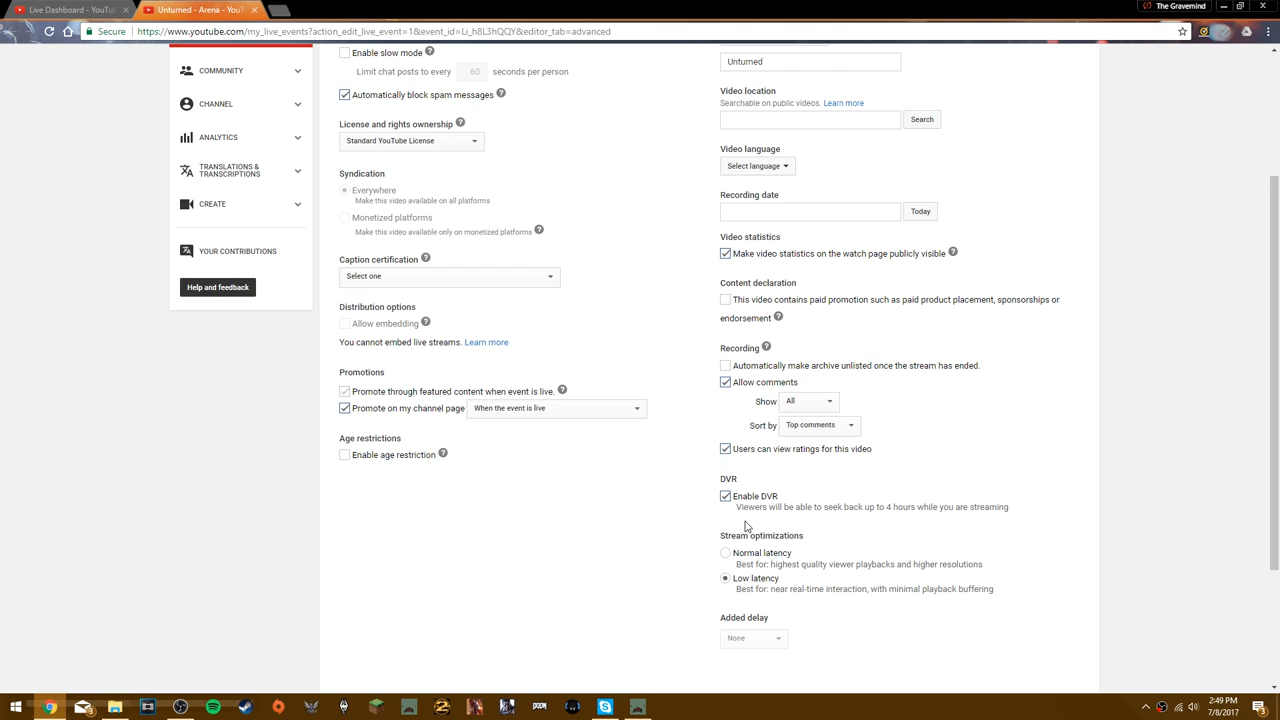 Live Dashboard - YouTu
Unturned - Arena - You
The Gravemind
Secure
https://www.youtube.com/my_live_events?action_edit_live_event=1&event_id=Li_h8L3hQQY&editor_tab=advanced
COMMUNITY
CHANNEL
ANALYTICS
TRANSLATIONS &
TRANSCRIPTIONS
CREATE
YOUR CONTRIBUTIONS
Help and feedback
Enable slow mode
Limit chat posts to every 60 seconds per person
Automatically block spam messages
License and rights ownership
Standard YouTube License
Syndication
Everywhere
Make this video available on all platforms
Monetized platforms
Make this video available only on monetized platforms
Caption certification
Select one
Distribution options
Allow embedding
You cannot embed live streams. Learn more
Promotions
Promote through featured content when event is live.
Promote on my channel page When the event is live
Age restrictions
Enable age restriction
Unturned
Video location
Searchable on public videos. Learn more
Search
Video language
Select language
Recording date
Today
Video statistics
Make video statistics on the watch page publicly visible
Content declaration
This video contains paid promotion such as paid product placement, sponsorships or
endorsement
Recording
Automatically make archive unlisted once the stream has ended.
Allow comments
Show All
Sort by Top comments
Users can view ratings for this video
DVR
Enable DVR
Viewers will be able to seek back up to 4 hours while you are streaming
Stream optimizations
Normal latency
Best for: highest quality viewer playbacks and higher resolutions
Low latency
Best for: near real-time interaction, with minimal playback buffering
Added delay
None
DOOM
2:49 PM
7/8/2017